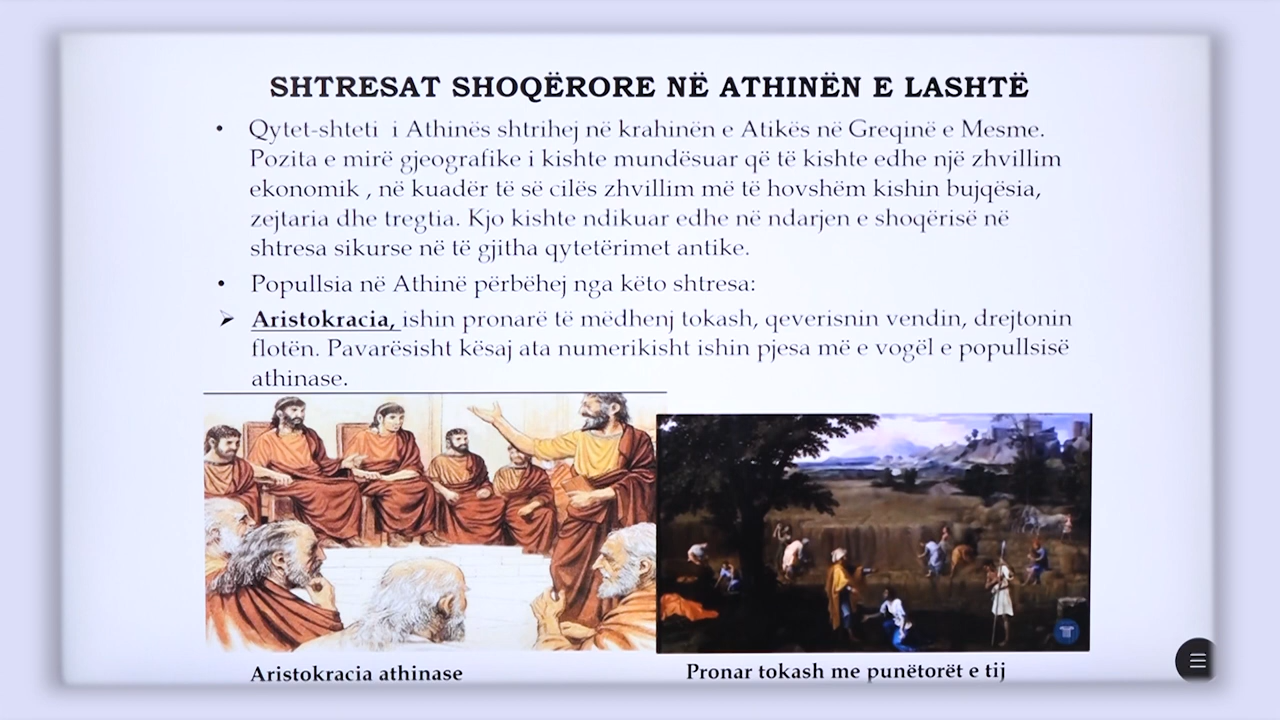 SHTRESAT SHOQËRORE NË ATHINËN E LASHTË
• Qytet-shteti i Athinës shtrihej në krahinën e Atikës në Greqinë e Mesme.
Pozita e mirë gjeografike i kishte mundësuar që të kishte edhe një zhvillim
ekonomik , në kuadër të së cilës zhvillim më të hovshëm kishin bujqësia,
zejtaria dhe tregtia. Kjo kishte ndikuar edhe në ndarjen e shoqërisë në
shtresa sikurse në të gjitha qytetërimet antike.
• Popullsia në Athinë përbëhej nga këto shtresa:
➢ Aristokracia, ishin pronarë të mëdhenj tokash, qeverisnin vendin, drejtonin
flotën. Pavarësisht kësaj ata numerikisht ishin pjesa më e vogël e popullsisë
athinase.
Aristokracia athinase
Pronar tokash me punëtorët e tij